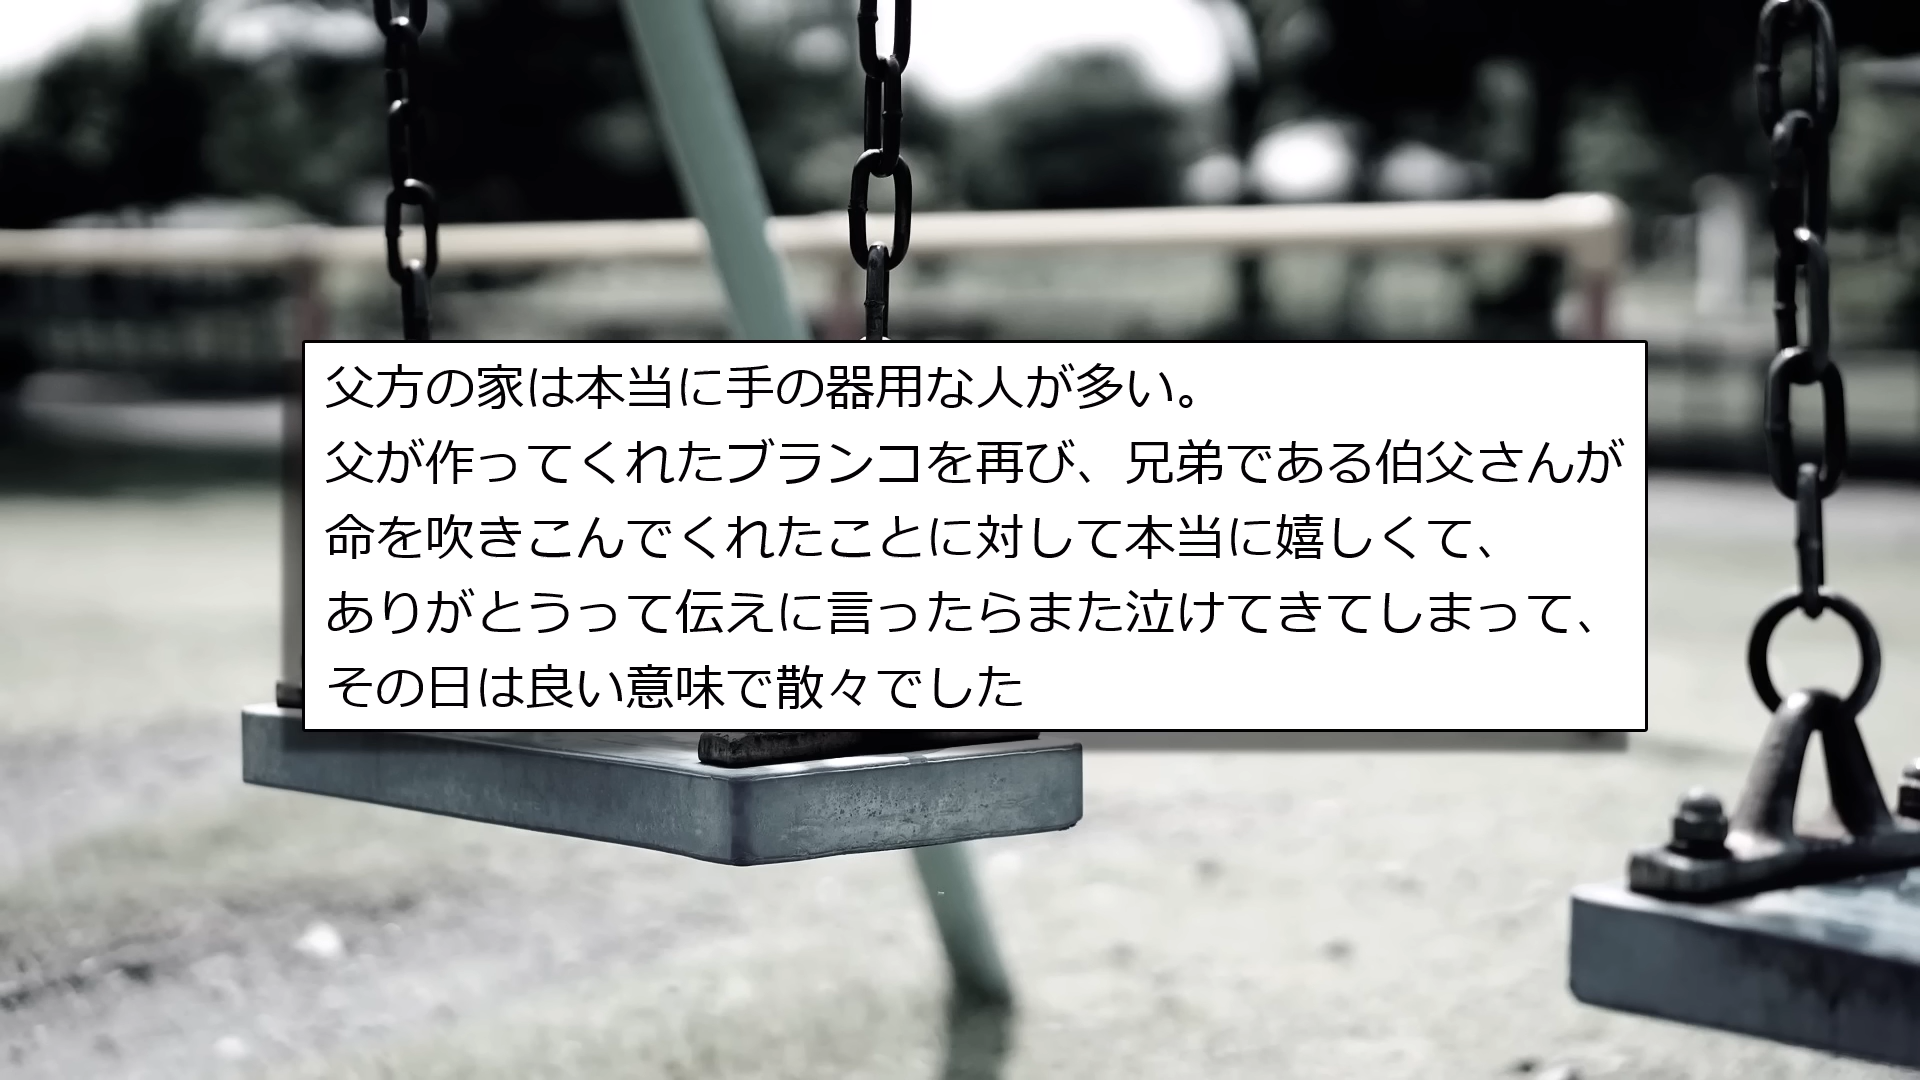 父方の家は本当に手の器用な人が多い。
父が作ってくれたブランコを再び、兄弟である伯父さんが
命を吹きこんでくれたことに対して本当に嬉しくて、
ありがとうって伝えに言ったらまた泣けてきてしまって、
その日は良い意味で散々でした